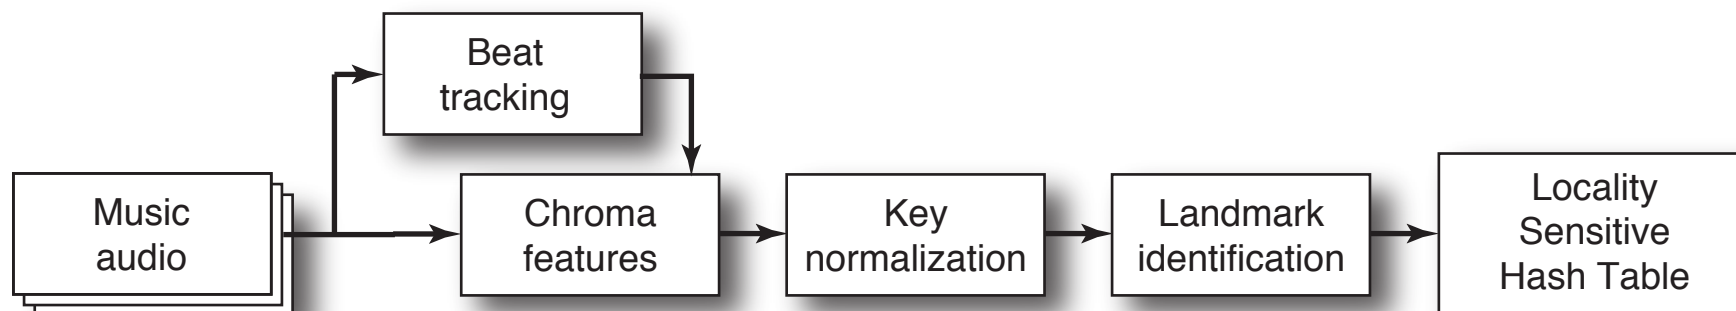 Beat
tracking
Music
audio
Chroma
features
Key
normalization
Landmark
identification
Locality
Sensitive
Hash Table